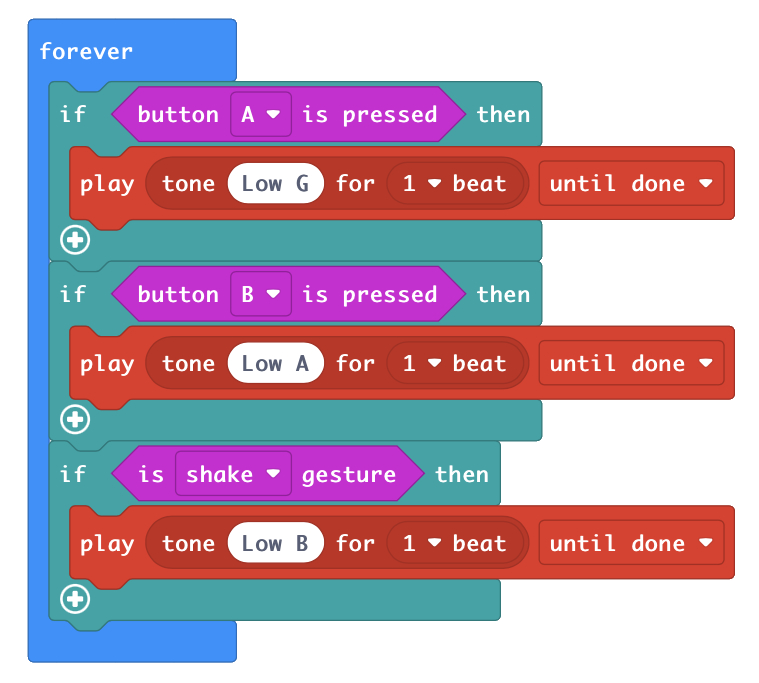 forever
if button A is pressed then
play tone Low G for 1 beat until done
if button B is pressed then
play tone Low A for 1 beat until done
if is shake gesture then
play tone Low B for 1 beat until done